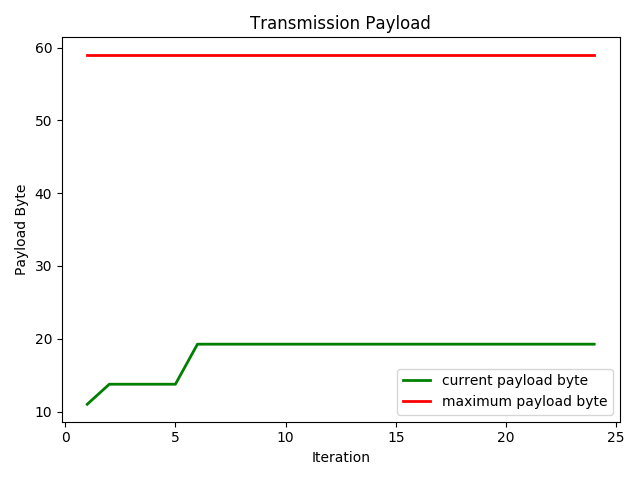 Transmission Payload
60
50
40
30
20
10
Payload Byte
0
5
10
15
20
25
Iteration
current payload byte
maximum payload byte